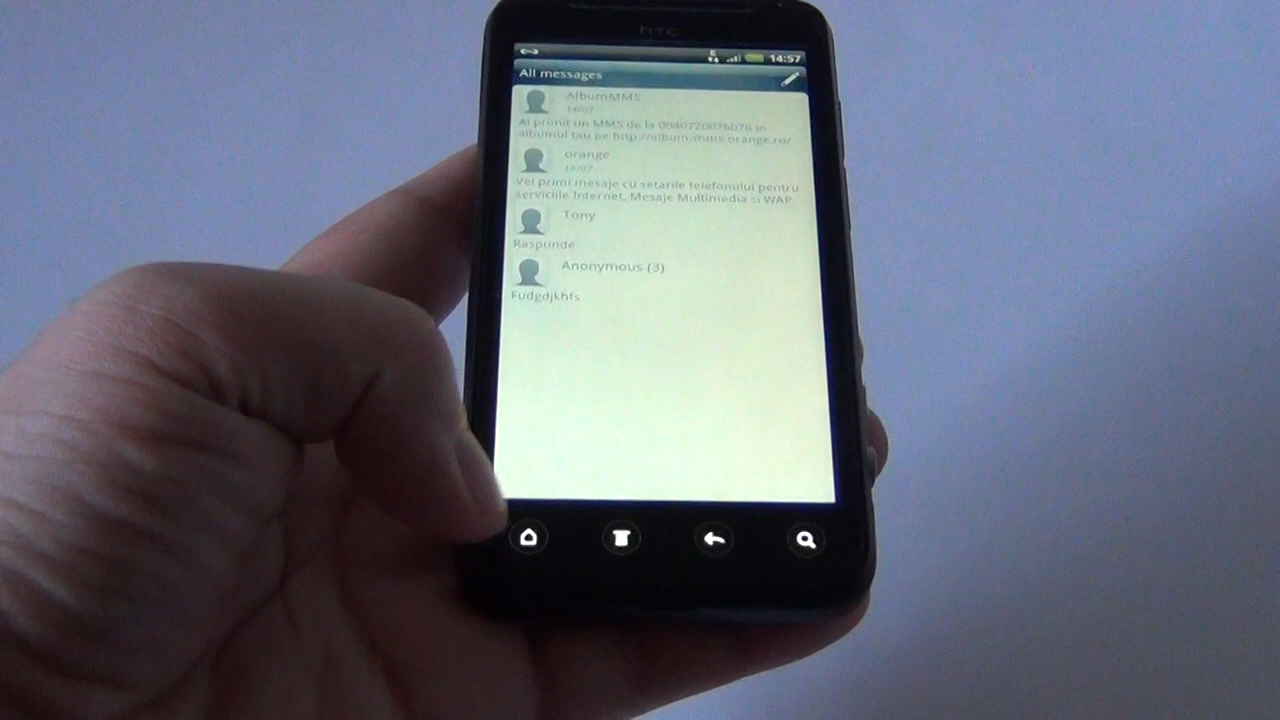 htc
14:57
All messages
AlbumMMS
14/07
Ai primit un MMS de la 0040720076076 in
albumul tau pe http://album-mms.orange.ro/
orange
Vei primi mesaje cu setarile telefonului pentru
serviciile Internet, Mesaje Multimedia si WAP.
Tony
Raspunde
Anonymous (3)
Fudgdjkhfs